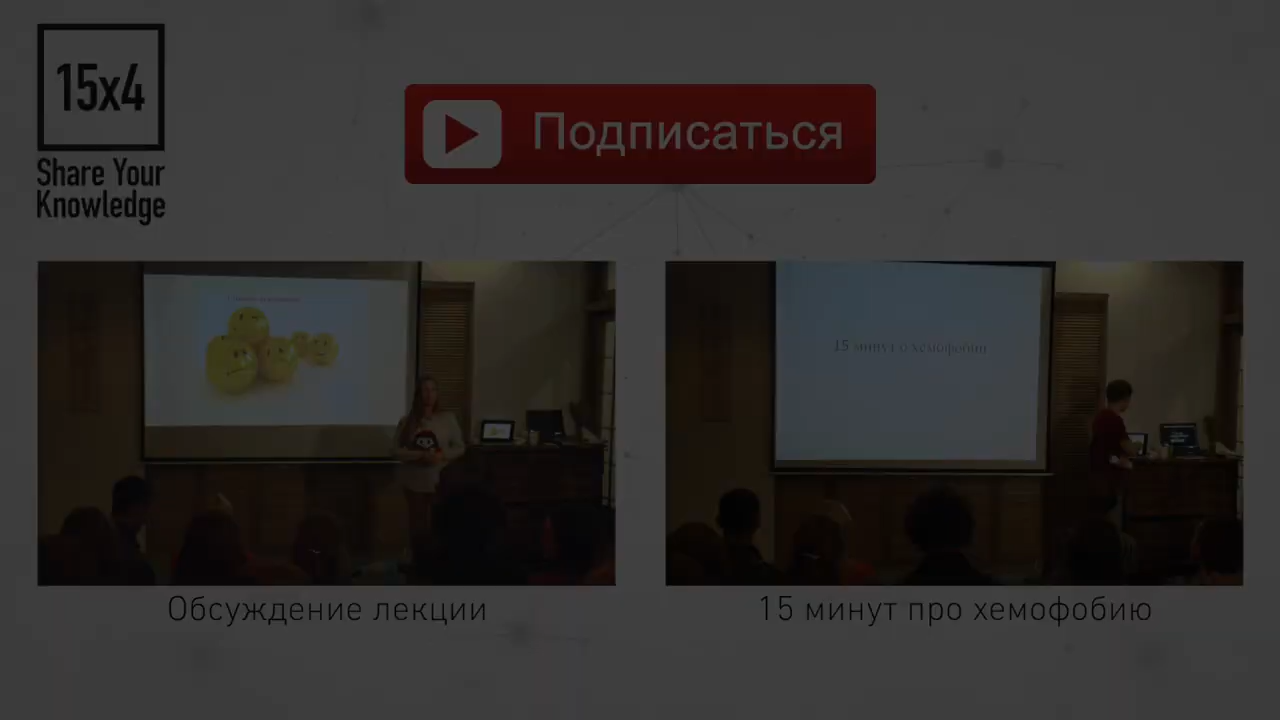 15x4
Share Your
Knowledge
Подписаться
15 минут о хемофобии
Обсуждение лекции
15 минут про хемофобию